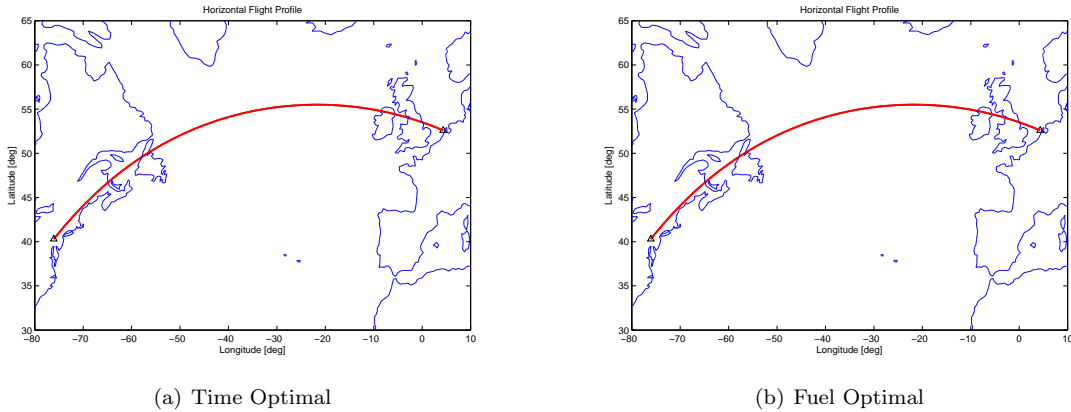 Horizontal Flight Profile
65
60
55
50
45
40
35
30
Latitude [deg]
−80 −70 −60 −50 −40 −30 −20 −10 0 10
Longitude [deg]
(a) Time Optimal
Horizontal Flight Profile
65
60
55
50
45
40
35
30
Latitude [deg]
−80 −70 −60 −50 −40 −30 −20 −10 0 10
Longitude [deg]
(b) Fuel Optimal